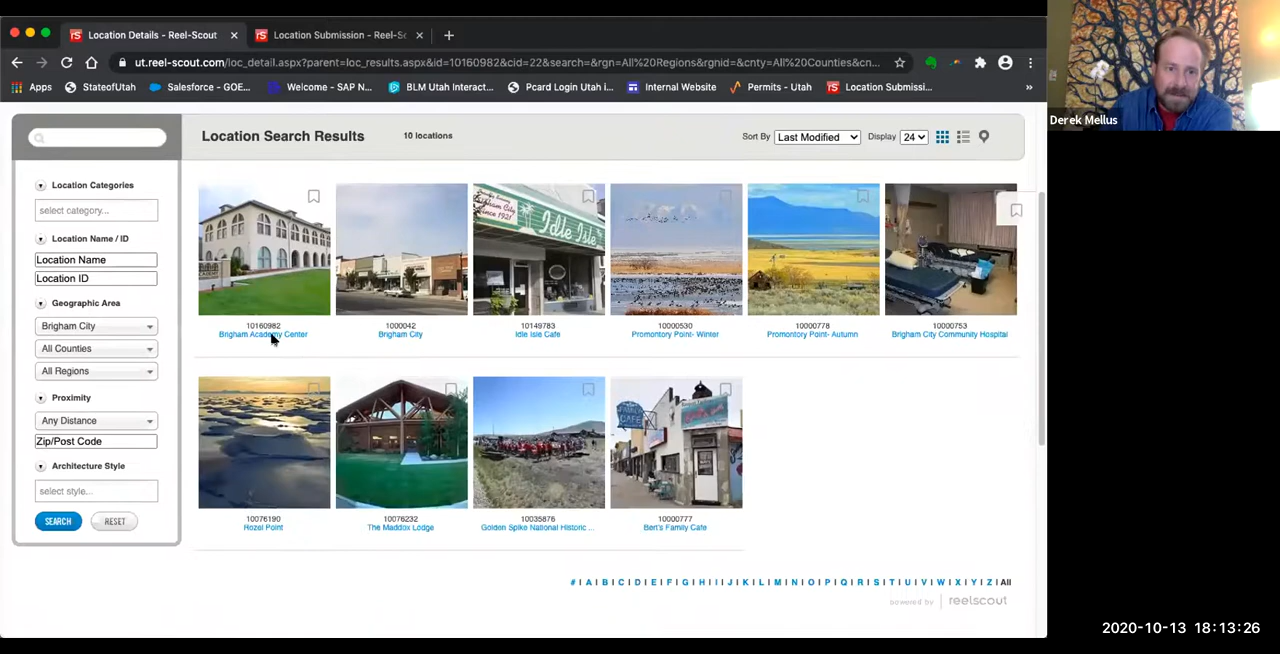 Location Details - Reel-Scout
Location Submission - Reel-Sc
ut.reel-scout.com/loc_detail.aspx?parent=loc_results.aspx&id=10160982&cid=22&search=&rgn=All%20Regions&rgnid=&cnty=All%20Counties&cn...
Apps StateofUtah Salesforce - GOE... Welcome - SAP N... BLM Utah Interact... Pcard Login Utah i... Internal Website Permits - Utah Location Submissi... »
Derek Mellus
Location Search Results 10 locations Sort By Last Modified Display 24
Location Categories
select category...
Location Name / ID
Location Name
Location ID
Geographic Area
Brigham City
All Counties
All Regions
Proximity
Any Distance
Zip/Post Code
Architecture Style
select style...
SEARCH RESET
Idle Isle
10160982
Brigham Academy Center
1000042
Brigham City
10149783
Idle Isle Cafe
10000530
Promontory Point- Winter
10000778
Promontory Point- Autumn
10000753
Brigham City Community Hospital
10076190
Rozel Point
10076232
The Maddox Lodge
10035876
Golden Spike National Historic ...
10000777
Bert's Family Cafe
# | A | B | C | D | E | F | G | H | I | J | K | L | M | N | O | P | Q | R | S | T | U | V | W | X | Y | Z | All
powered by reelscout
2020-10-13 18:13:26